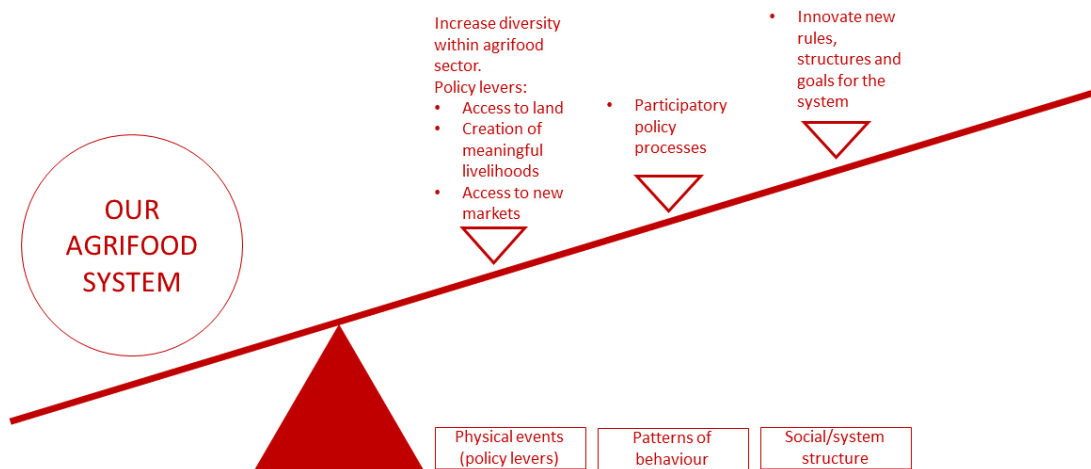 OUR
AGRIFOOD
SYSTEM
Increase diversity
within agrifood
sector.
Policy levers:
• Access to land
• Creation of
meaningful
livelihoods
• Access to new
markets
• Participatory
policy
processes
• Innovate new
rules,
structures and
goals for the
system
Physical events
(policy levers)
Patterns of
behaviour
Social/system
structure